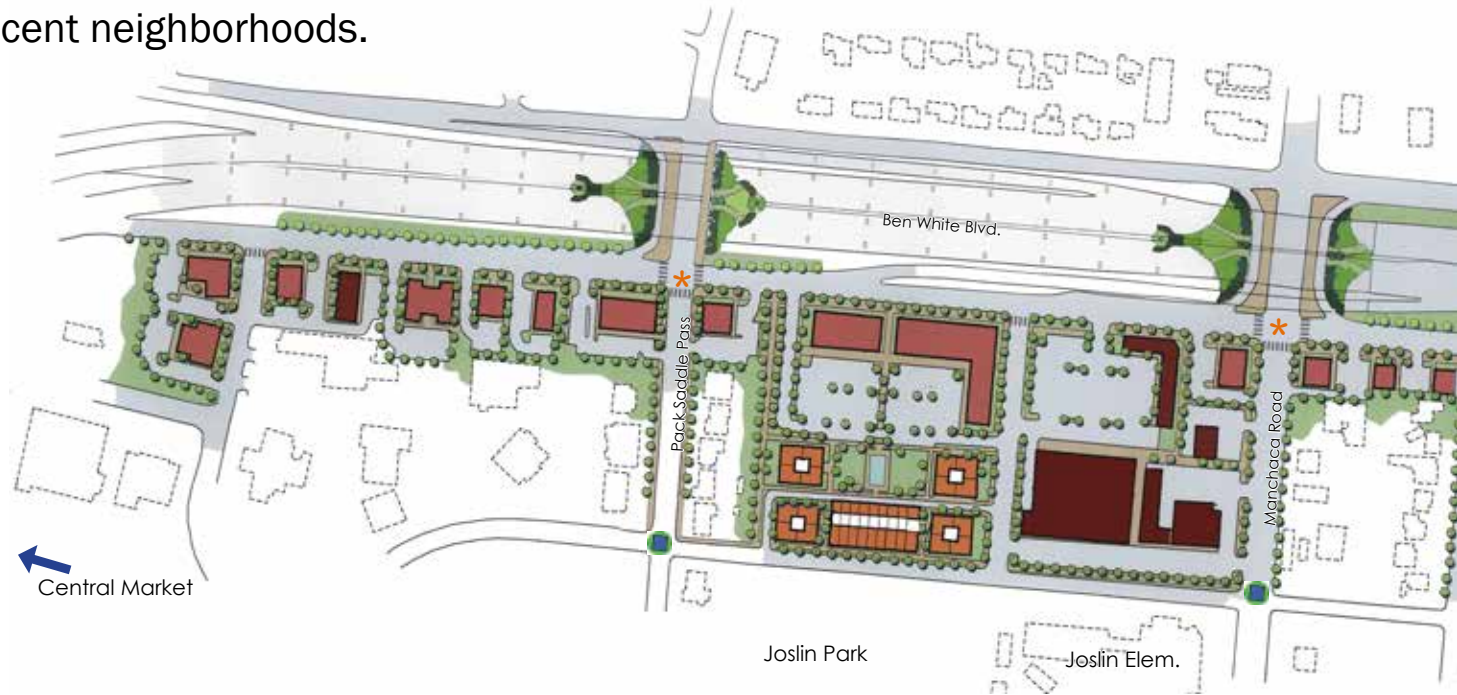 cent neighborhoods.
Ben White Blvd.
Pack Saddle Pass
Manchaca Road
Central Market
Joslin Park
Joslin Elem.